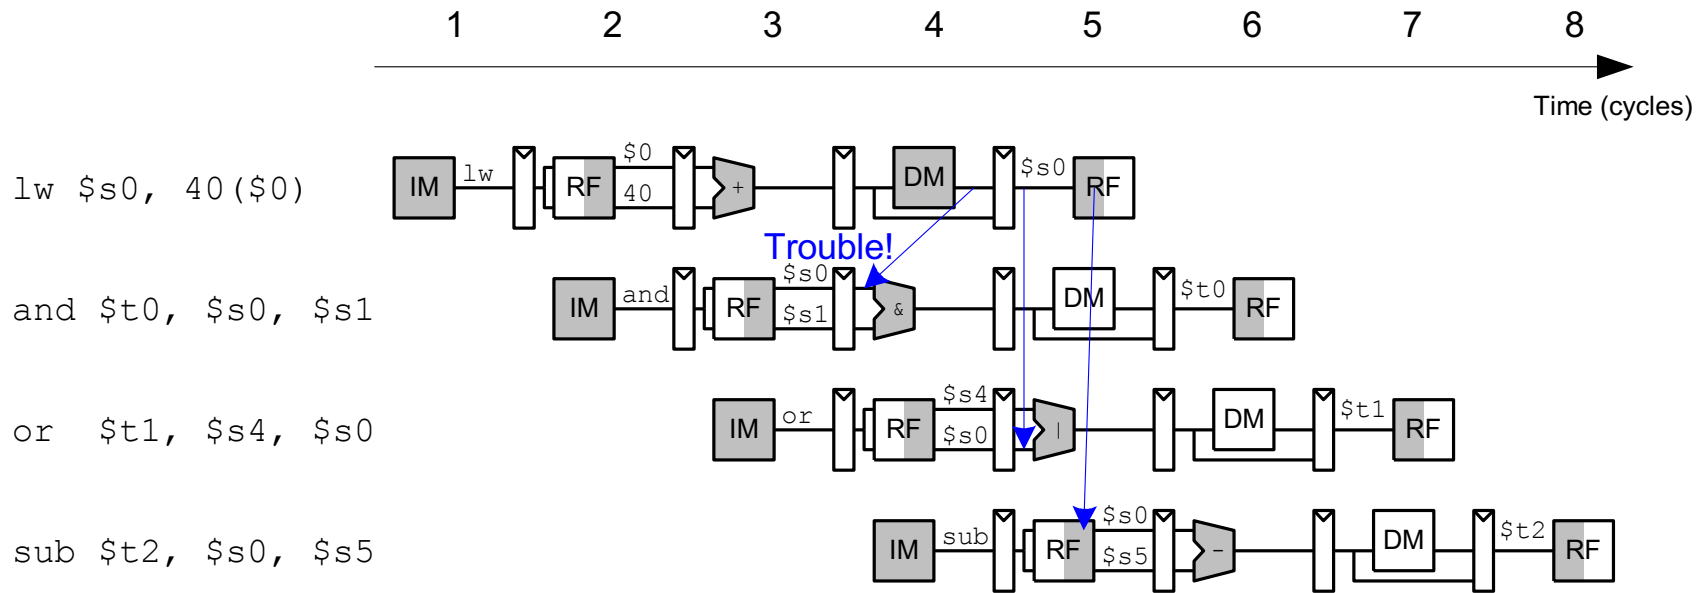 1 2 3 4 5 6 7 8
Time (cycles)
lw $s0, 40($0) IM lw RF $0 40 + DM $s0 RF
Trouble!
and $t0, $s0, $s1 IM and RF $s0 $s1 & DM $t0 RF
or $t1, $s4, $s0 IM or RF $s4 $s0 | DM $t1 RF
sub $t2, $s0, $s5 IM sub RF $s0 $s5 - DM $t2 RF